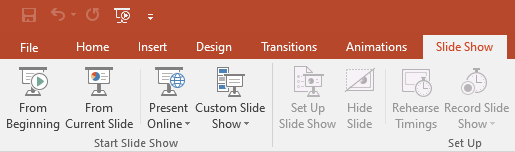 File Home Insert Design Transitions Animations Slide Show
From Beginning
From Current Slide
Present Online
Custom Slide Show
Set Up Slide Show
Hide Slide
Rehearse Timings
Record Slide Show
Start Slide Show
Set Up